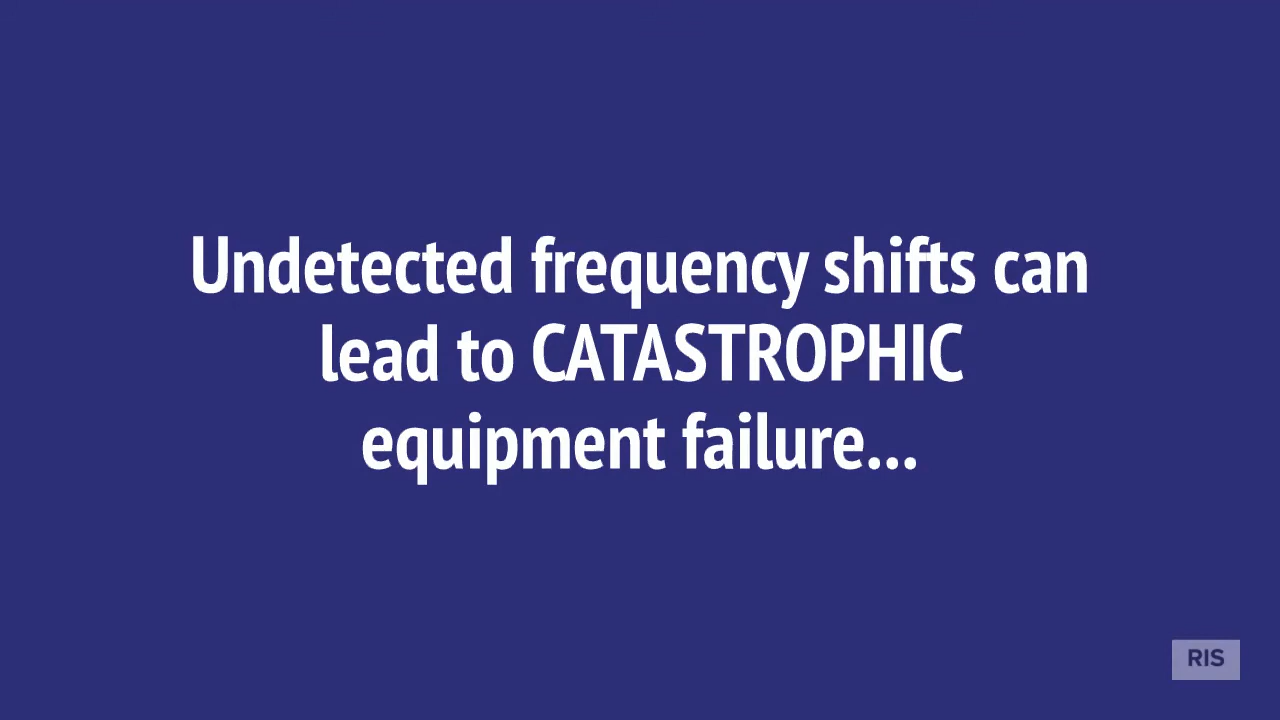 Undetected frequency shifts can
lead to CATASTROPHIC
equipment failure...
RIS